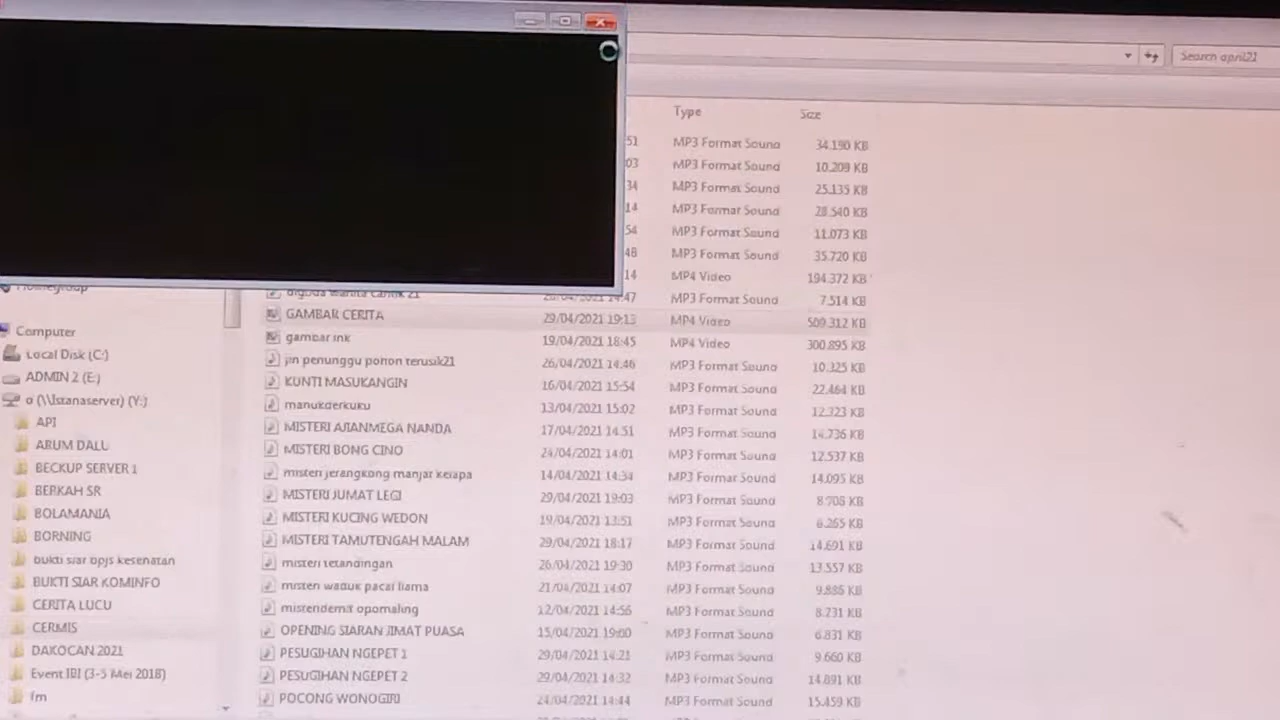 Search april21
Type Size
51 MP3 Format Sound 34.190 KB
03 MP3 Format Sound 10.209 KB
34 MP3 Format Sound 25.135 KB
14 MP3 Format Sound 28.540 KB
54 MP3 Format Sound 11.073 KB
48 MP3 Format Sound 35.720 KB
14 MP4 Video 194.372 KB
MP3 Format Sound 7.514 KB
GAMBAR CERITA 29/04/2021 19:13 MP4 Video 509.312 KB
gambar ink 19/04/2021 18:45 MP4 Video 300.895 KB
jin penunggu pohon terusik21 26/04/2021 14:46 MP3 Format Sound 10.325 KB
KUNTI MASUKANGIN 16/04/2021 15:54 MP3 Format Sound 22.464 KB
manukderkuku 13/04/2021 15:02 MP3 Format Sound 12.323 KB
MISTERI AJIANMEGA NANDA 17/04/2021 14:51 MP3 Format Sound 14.736 KB
MISTERI BONG CINO 24/04/2021 14:01 MP3 Format Sound 12.537 KB
misteri jerangkong manjat kelapa 14/04/2021 14:34 MP3 Format Sound 14.095 KB
MISTERI JUMAT LEGI 29/04/2021 19:03 MP3 Format Sound 8.708 KB
MISTERI KUCING WEDON 19/04/2021 13:51 MP3 Format Sound 8.265 KB
MISTERI TAMUTENGAH MALAM 29/04/2021 18:17 MP3 Format Sound 14.691 KB
misteri tetandingan 26/04/2021 19:30 MP3 Format Sound 13.557 KB
misteri waduk pacal llama 21/04/2021 14:07 MP3 Format Sound 9.885 KB
misteridemit opomaling 12/04/2021 14:56 MP3 Format Sound 8.231 KB
OPENING SIARAN JIMAT PUASA 15/04/2021 19:00 MP3 Format Sound 6.831 KB
PESUGIHAN NGEPET 1 29/04/2021 14:21 MP3 Format Sound 9.660 KB
PESUGIHAN NGEPET 2 29/04/2021 14:32 MP3 Format Sound 14.891 KB
POCONG WONOGIRI 24/04/2021 14:44 MP3 Format Sound 15.459 KB
Homegroup
Computer
Local Disk (C:)
ADMIN 2 (E:)
o (\\Istanaserver) (Y:)
API
ARUM DALU
BECKUP SERVER 1
BERKAH SR
BOLAMANIA
BORNING
bukti siar bpjs kesehatan
BUKTI SIAR KOMINFO
CERITA LUCU
CERMIS
DAKOCAN 2021
Event IBI (3-5 Mei 2018)
fm